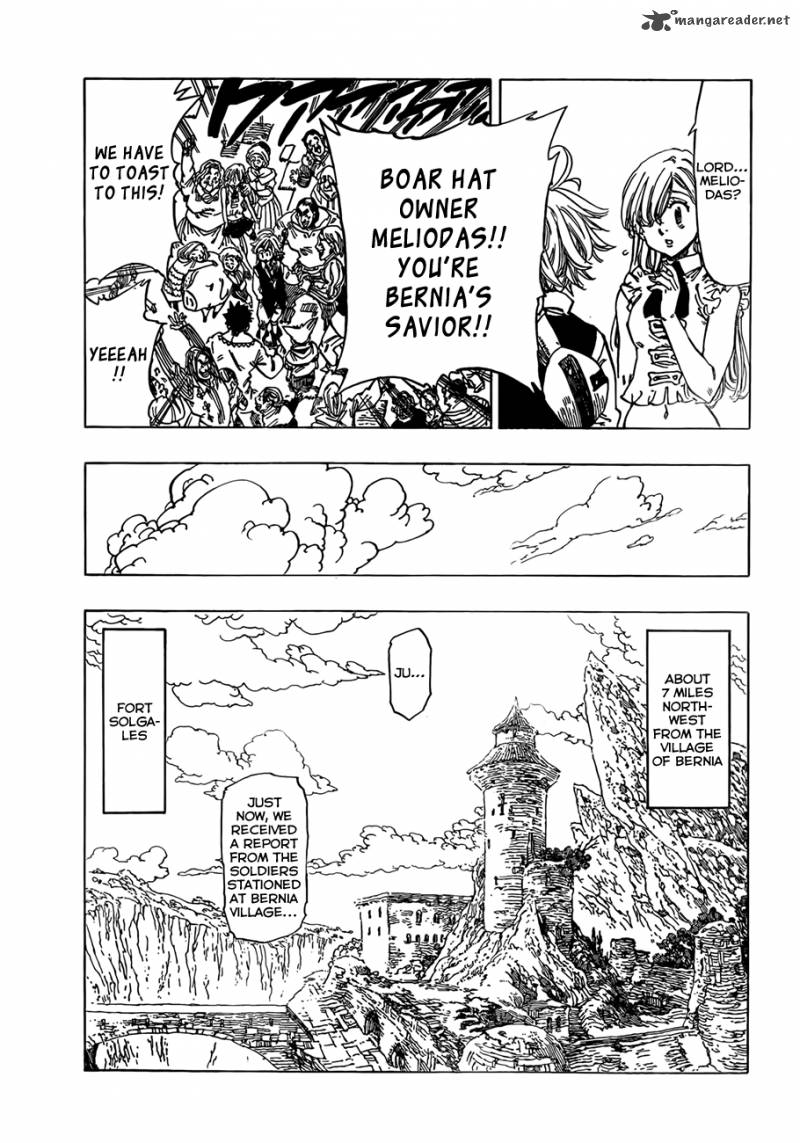 mangareader.net
LORD...
MELIO-
DAS?
BOAR HAT
OWNER
MELIODAS!!
YOU'RE
BERNIA'S
SAVIOR!!
WE HAVE
TO TOAST
TO THIS!
YEEEAH
!!
ABOUT
7 MILES
NORTH-
WEST
FROM THE
VILLAGE
OF BERNIA
JU...
FORT
SOLGA-
LES
JUST
NOW, WE
RECEIVED
A REPORT
FROM THE
SOLDIERS
STATIONED
AT BERNIA
VILLAGE...